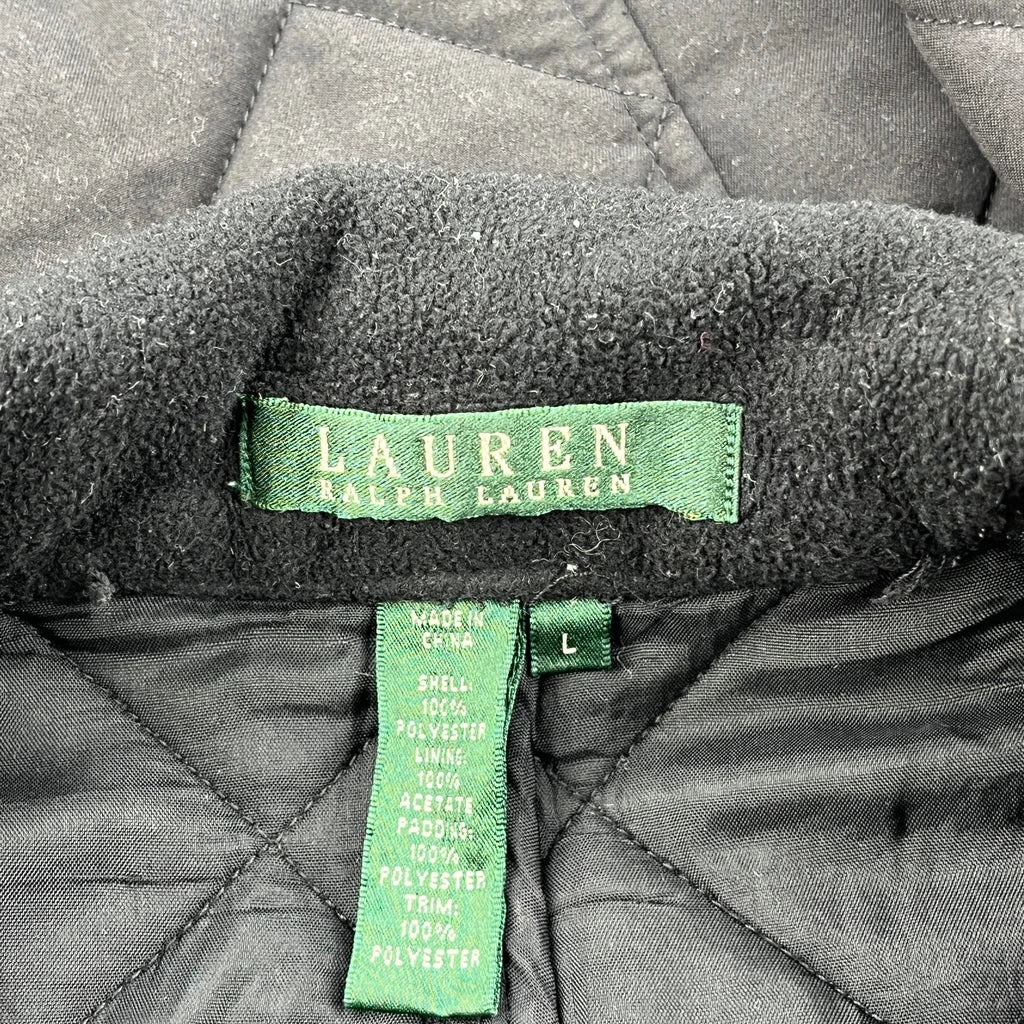 LAUREN
RALPH LAUREN
MADE IN
CHINA
L
SHELL:
100%
POLYESTER
LINING:
100%
ACETATE
PADDING:
100%
POLYESTER
TRIM:
100%
POLYESTER